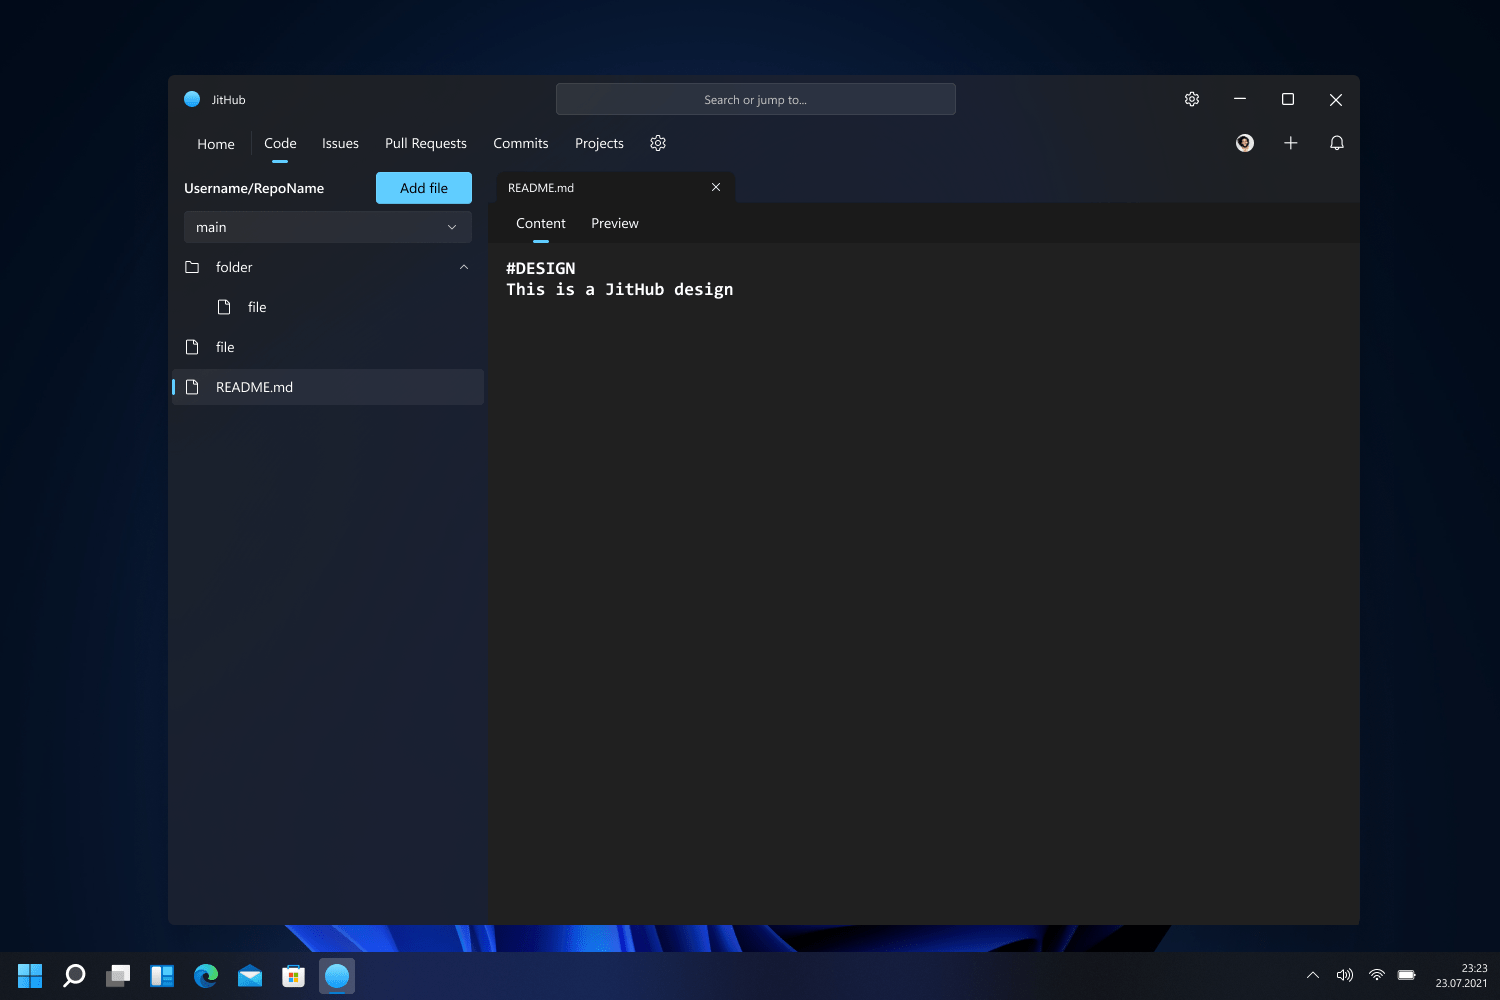 JitHub
Search or jump to...
Home
Code
Issues
Pull Requests
Commits
Projects
Username/RepoName
Add file
README.md
main
Content
Preview
folder
#DESIGN
This is a JitHub design
file
file
README.md
23:23
23.07.2021